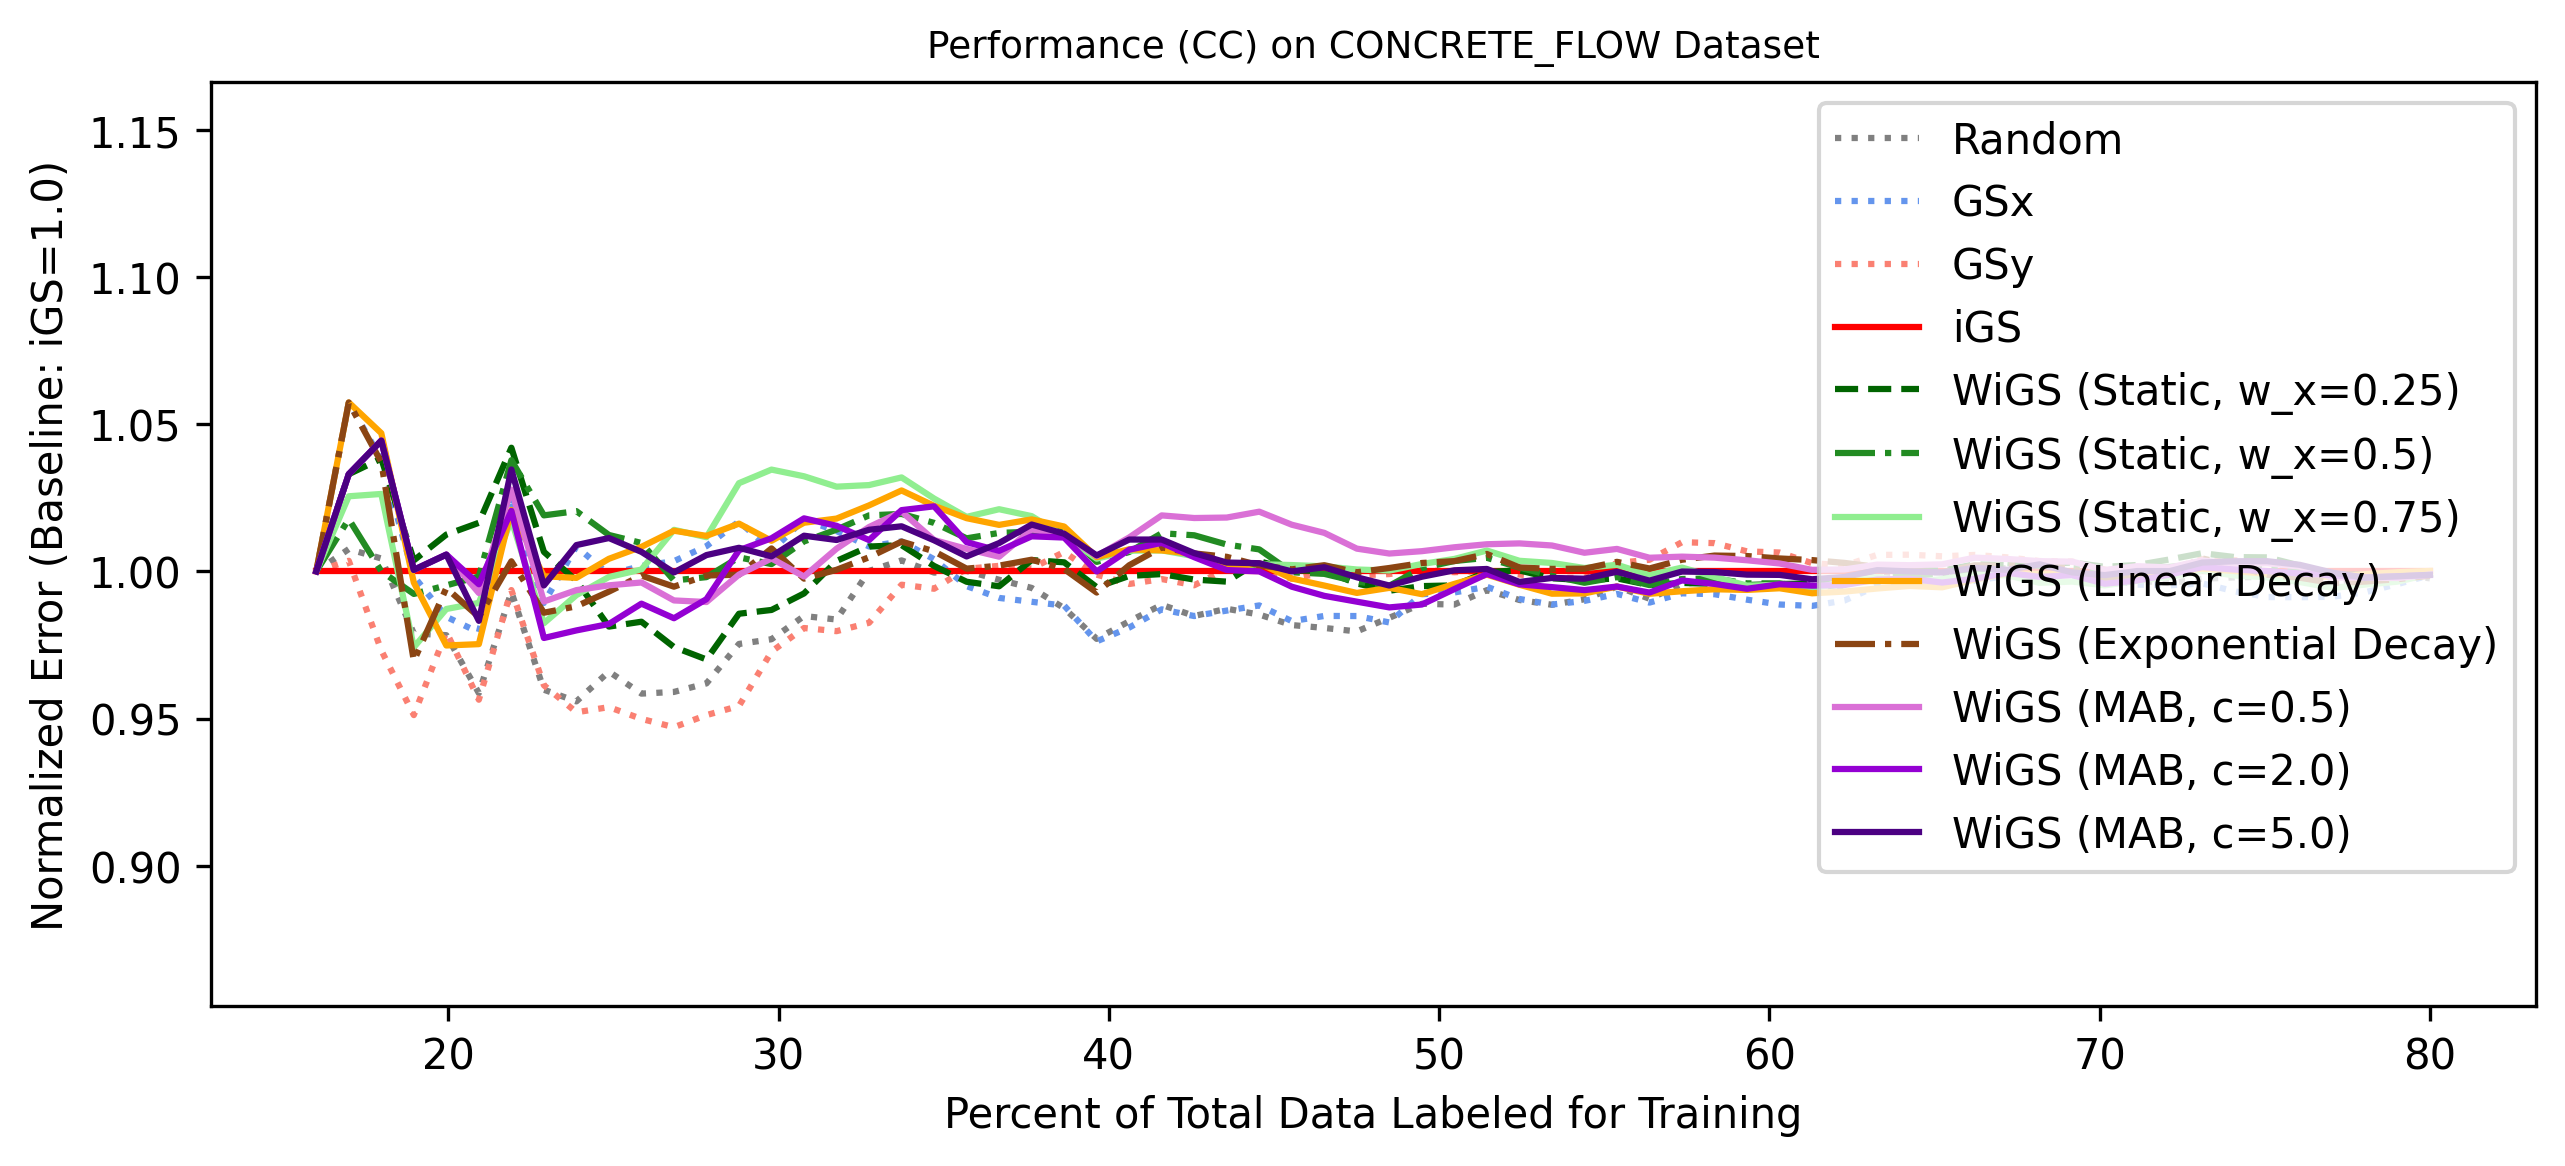 Performance (CC) on CONCRETE_FLOW Dataset
Normalized Error (Baseline: iGS=1.0)
1.15
1.10
1.05
1.00
0.95
0.90
Random
GSx
GSy
iGS
WiGS (Static, w_x=0.25)
WiGS (Static, w_x=0.5)
WiGS (Static, w_x=0.75)
WiGS (Linear Decay)
WiGS (Exponential Decay)
WiGS (MAB, c=0.5)
WiGS (MAB, c=2.0)
WiGS (MAB, c=5.0)
20 30 40 50 60 70 80
Percent of Total Data Labeled for Training